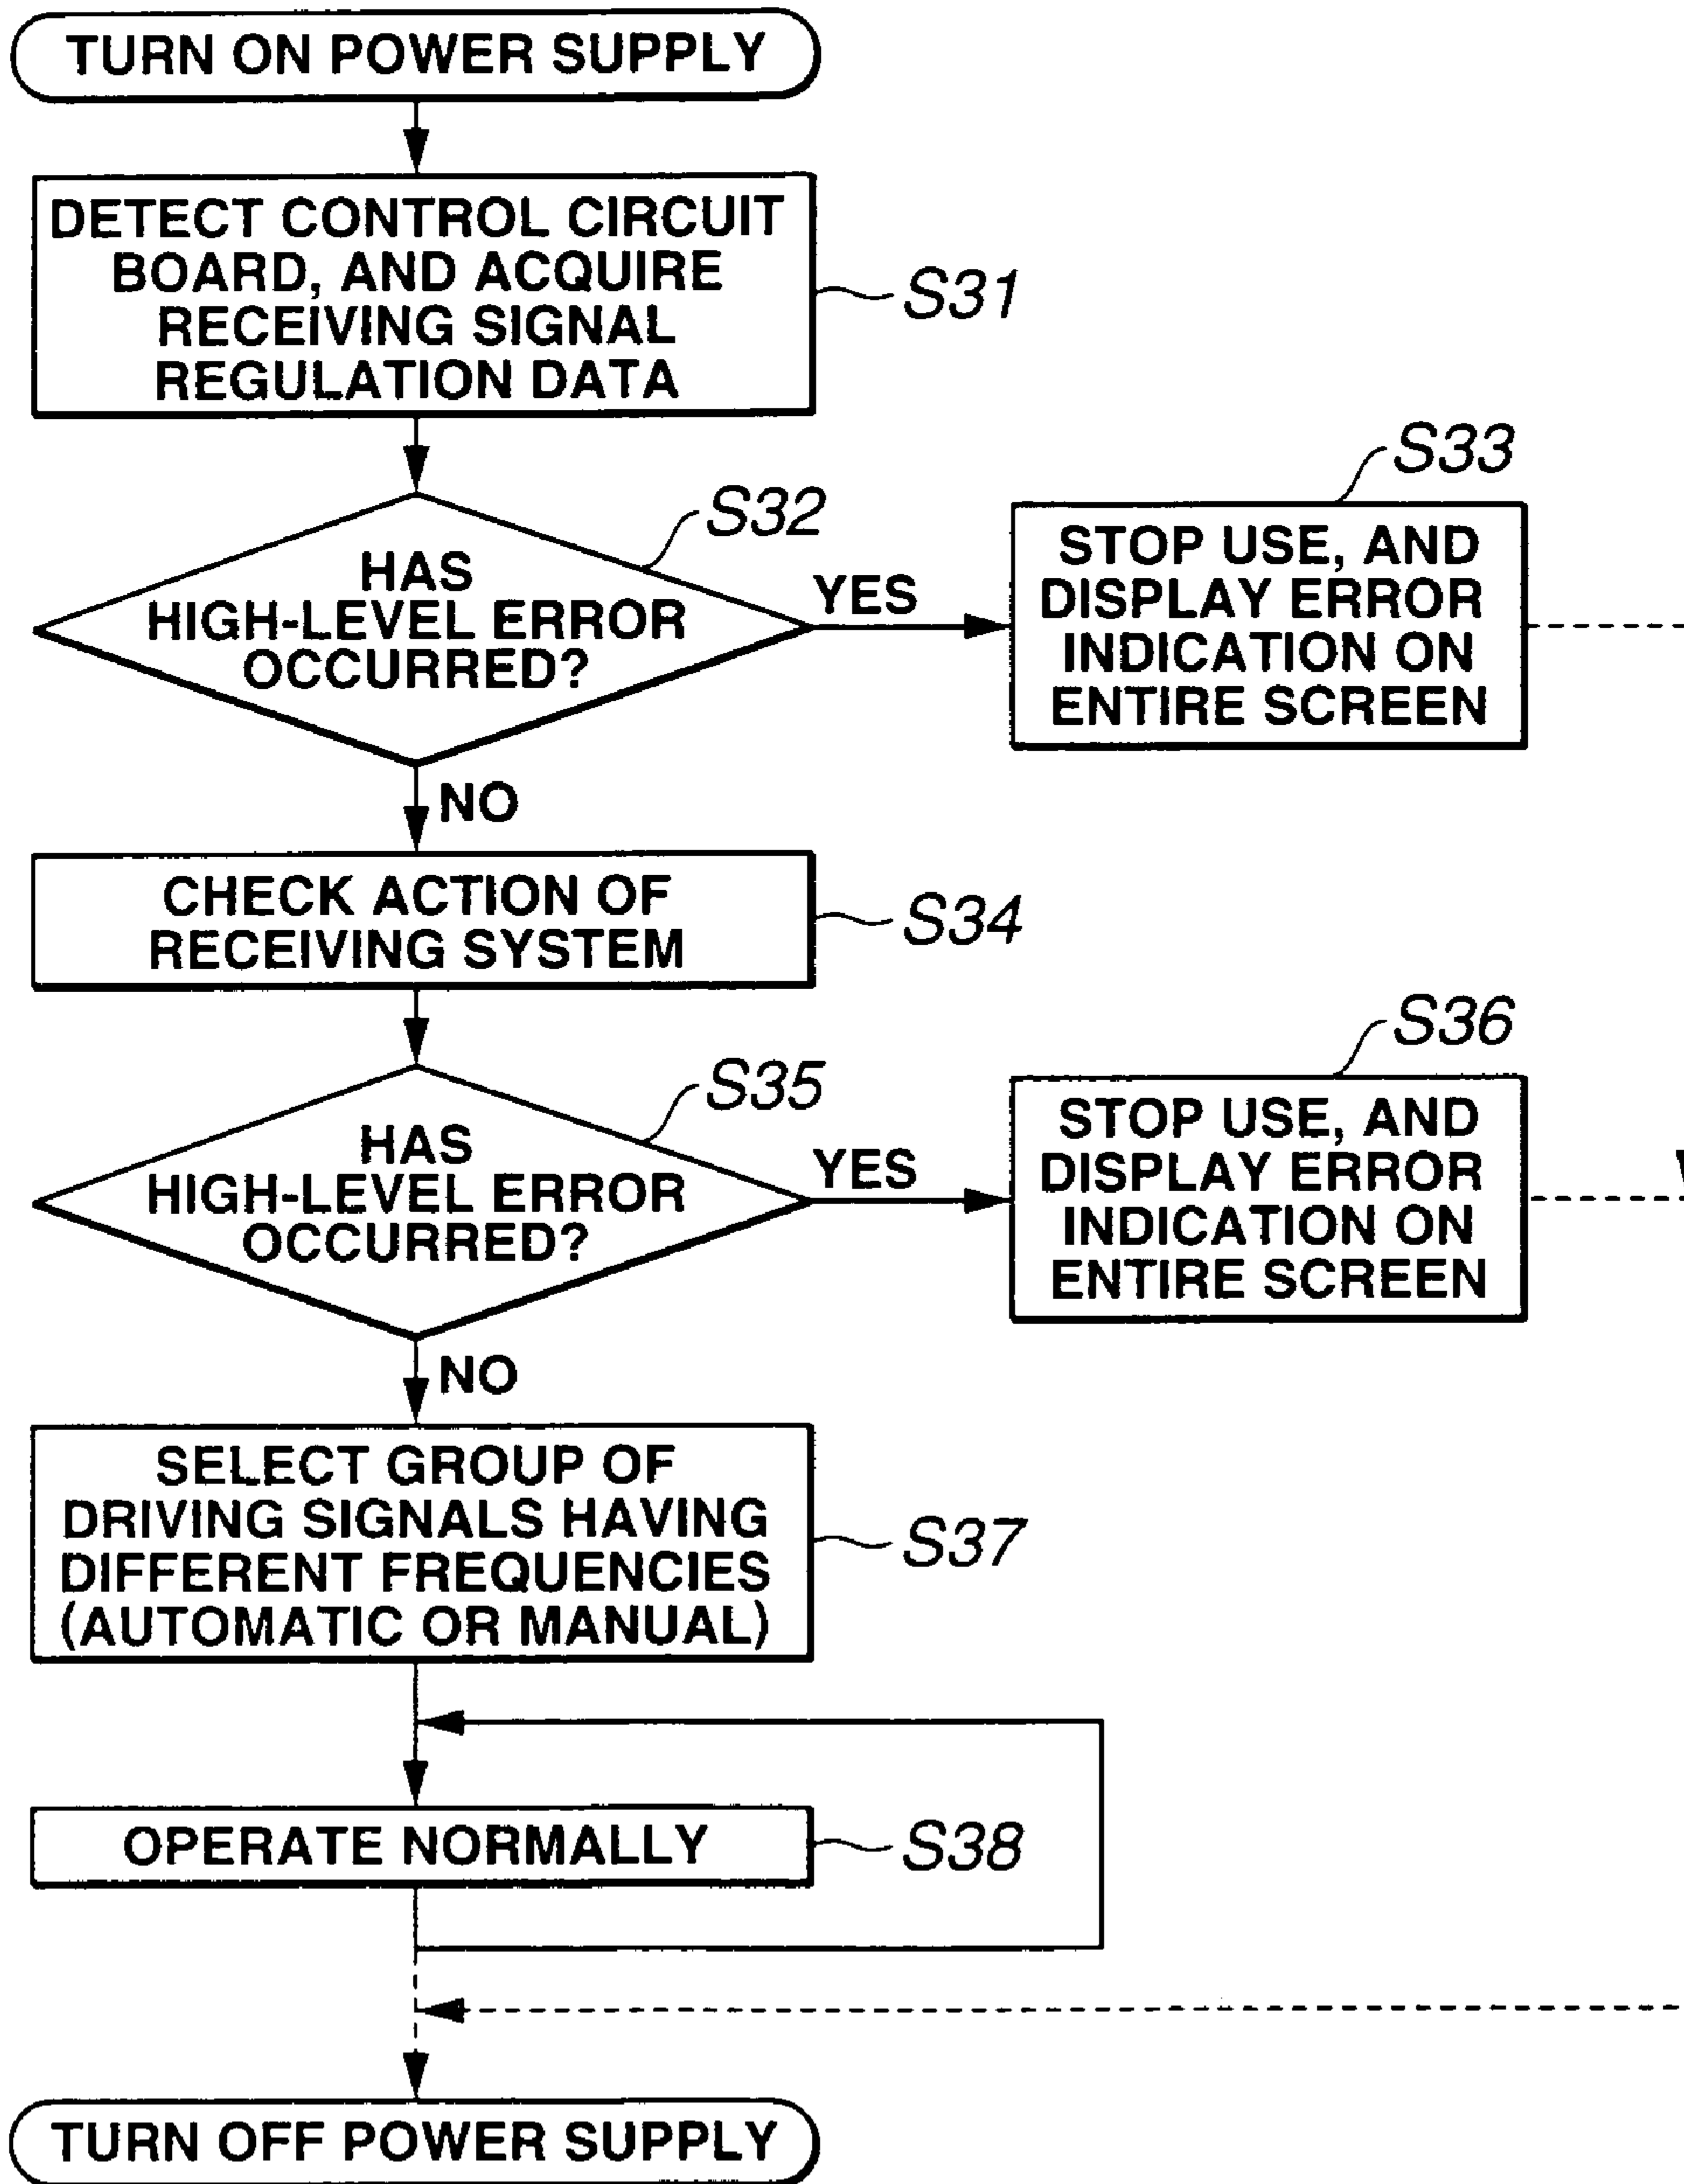 TURN ON POWER SUPPLY
DETECT CONTROL CIRCUIT
BOARD, AND ACQUIRE
RECEIVING SIGNAL
REGULATION DATA
S31
S32
HAS
HIGH-LEVEL ERROR
OCCURRED?
YES
S33
STOP USE, AND
DISPLAY ERROR
INDICATION ON
ENTIRE SCREEN
NO
CHECK ACTION OF
RECEIVING SYSTEM
S34
S35
HAS
HIGH-LEVEL ERROR
OCCURRED?
YES
S36
STOP USE, AND
DISPLAY ERROR
INDICATION ON
ENTIRE SCREEN
NO
SELECT GROUP OF
DRIVING SIGNALS HAVING
DIFFERENT FREQUENCIES
(AUTOMATIC OR MANUAL)
S37
OPERATE NORMALLY
S38
TURN OFF POWER SUPPLY